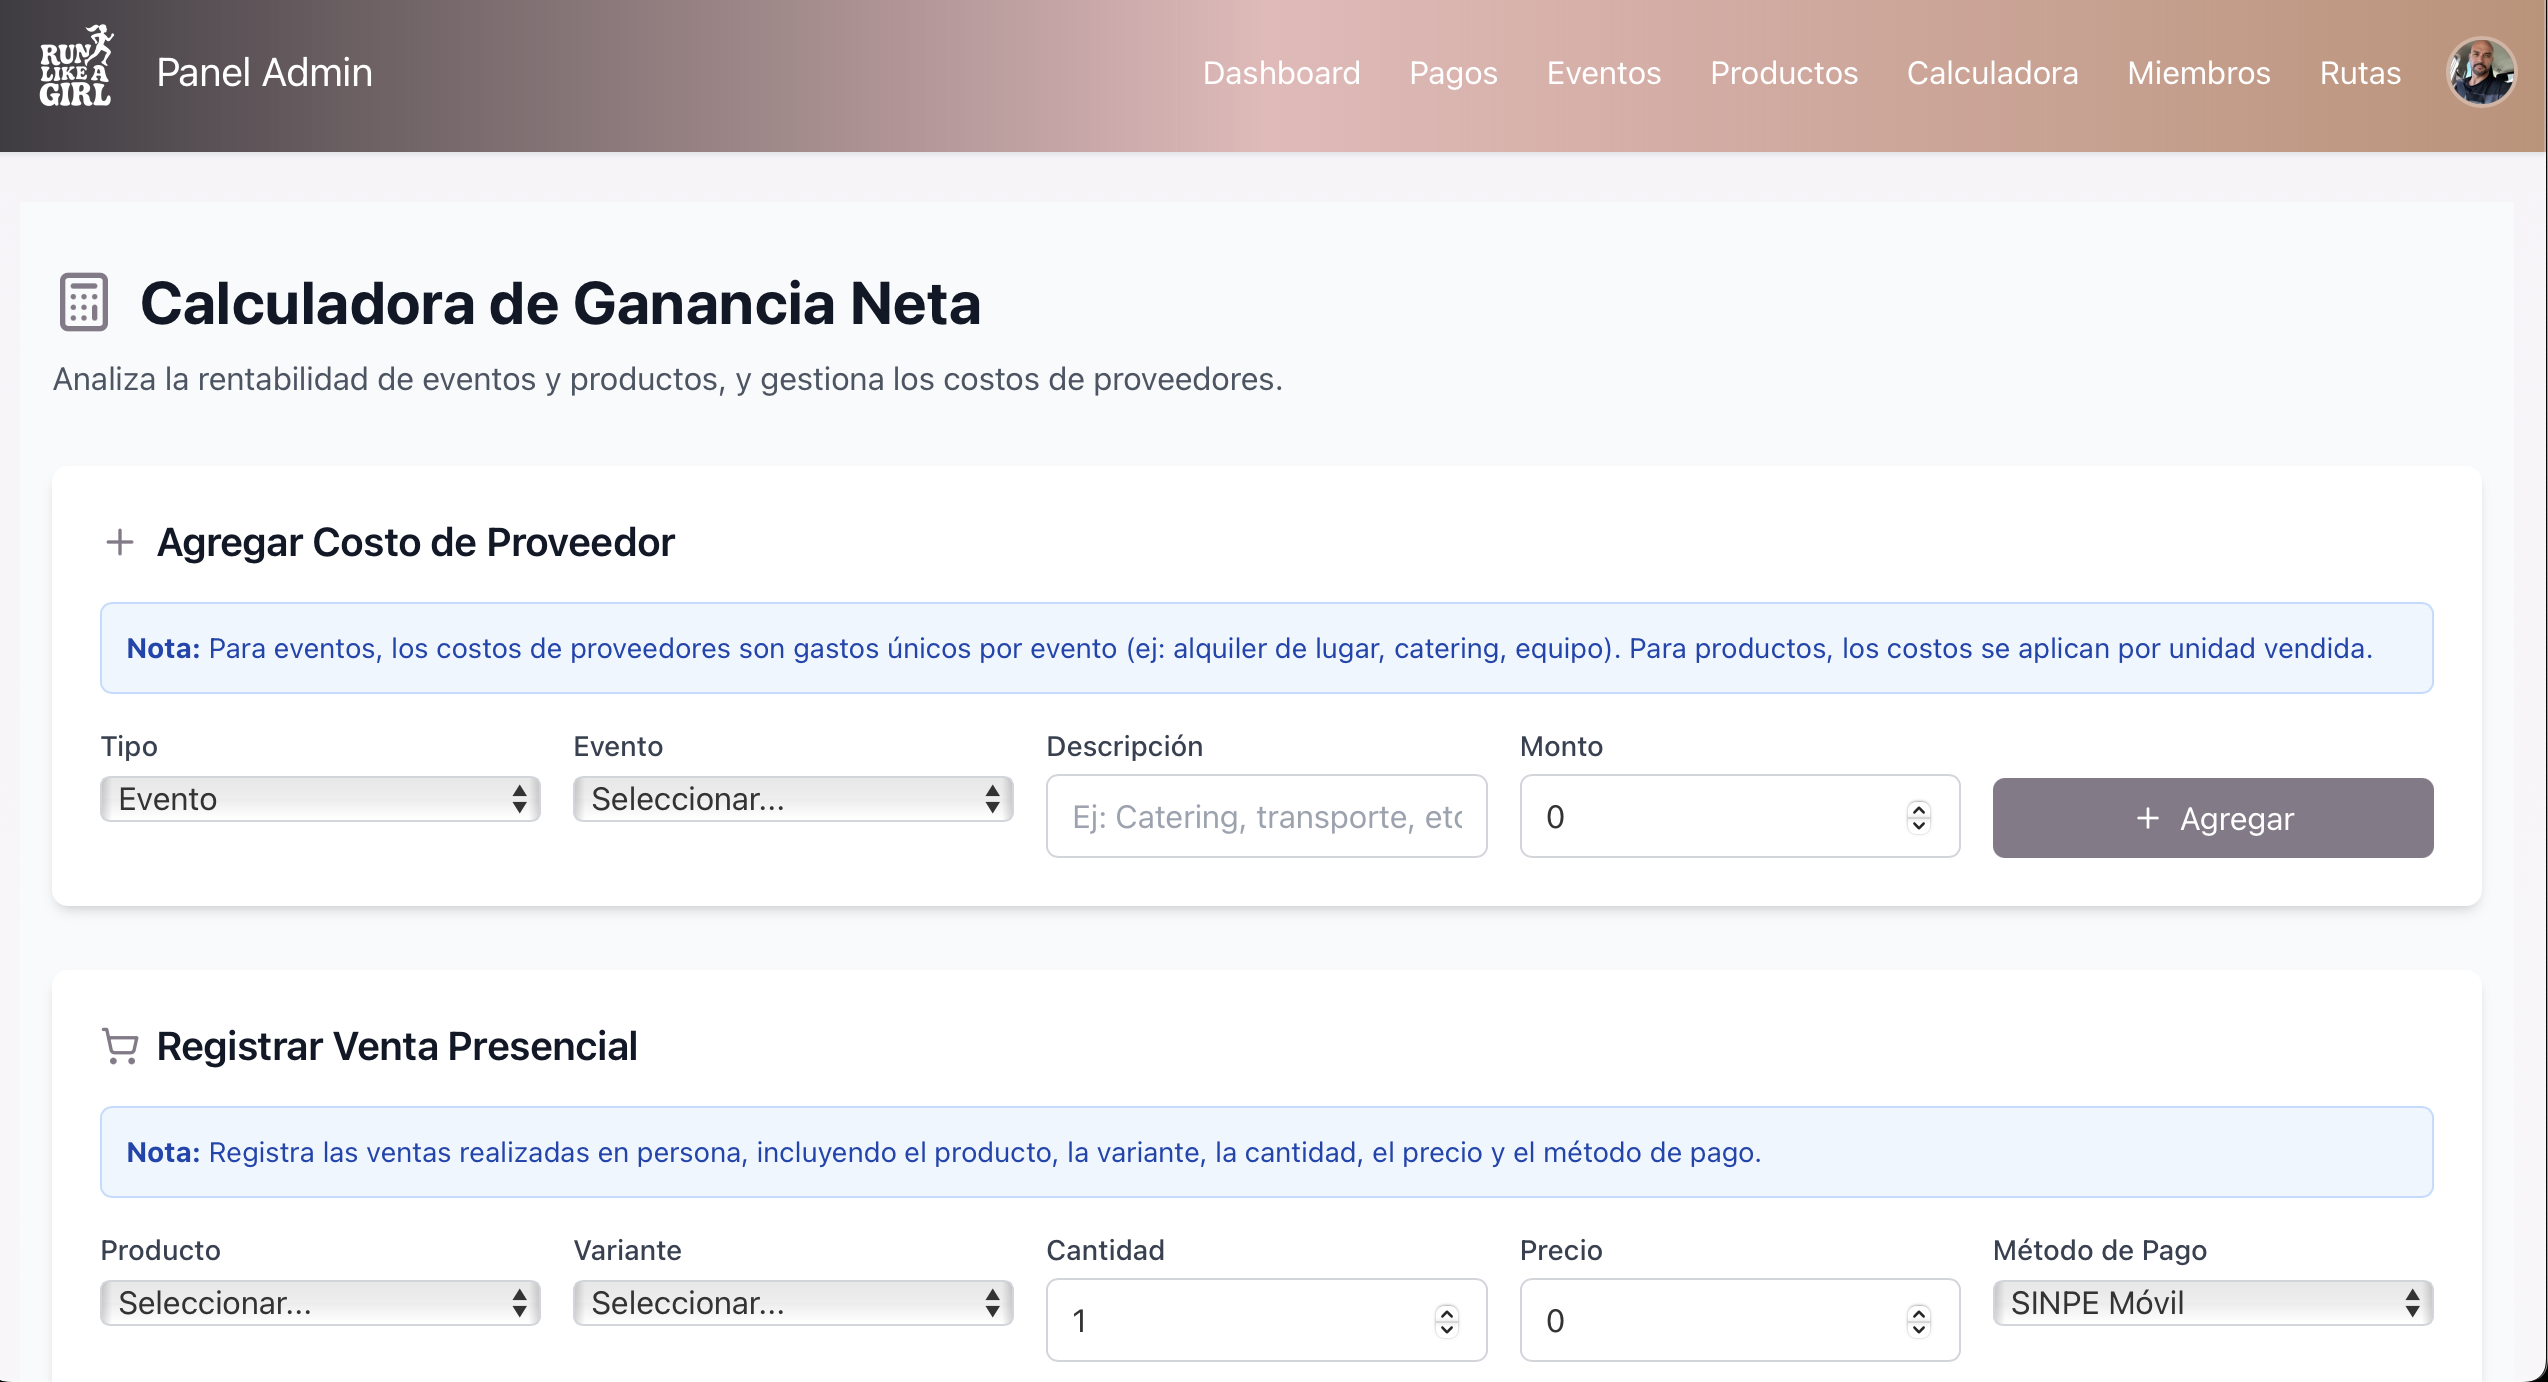 RUN
LIKE A
GIRL
Panel Admin
Dashboard Pagos Eventos Productos Calculadora Miembros Rutas
Calculadora de Ganancia Neta
Analiza la rentabilidad de eventos y productos, y gestiona los costos de proveedores.
Agregar Costo de Proveedor
Nota: Para eventos, los costos de proveedores son gastos únicos por evento (ej: alquiler de lugar, catering, equipo). Para productos, los costos se aplican por unidad vendida.
Tipo Evento Descripción Monto
Evento Seleccionar... Ej: Catering, transporte, etc 0 + Agregar
Registrar Venta Presencial
Nota: Registra las ventas realizadas en persona, incluyendo el producto, la variante, la cantidad, el precio y el método de pago.
Producto Variante Cantidad Precio Método de Pago
Seleccionar... Seleccionar... 1 0 SINPE Móvil